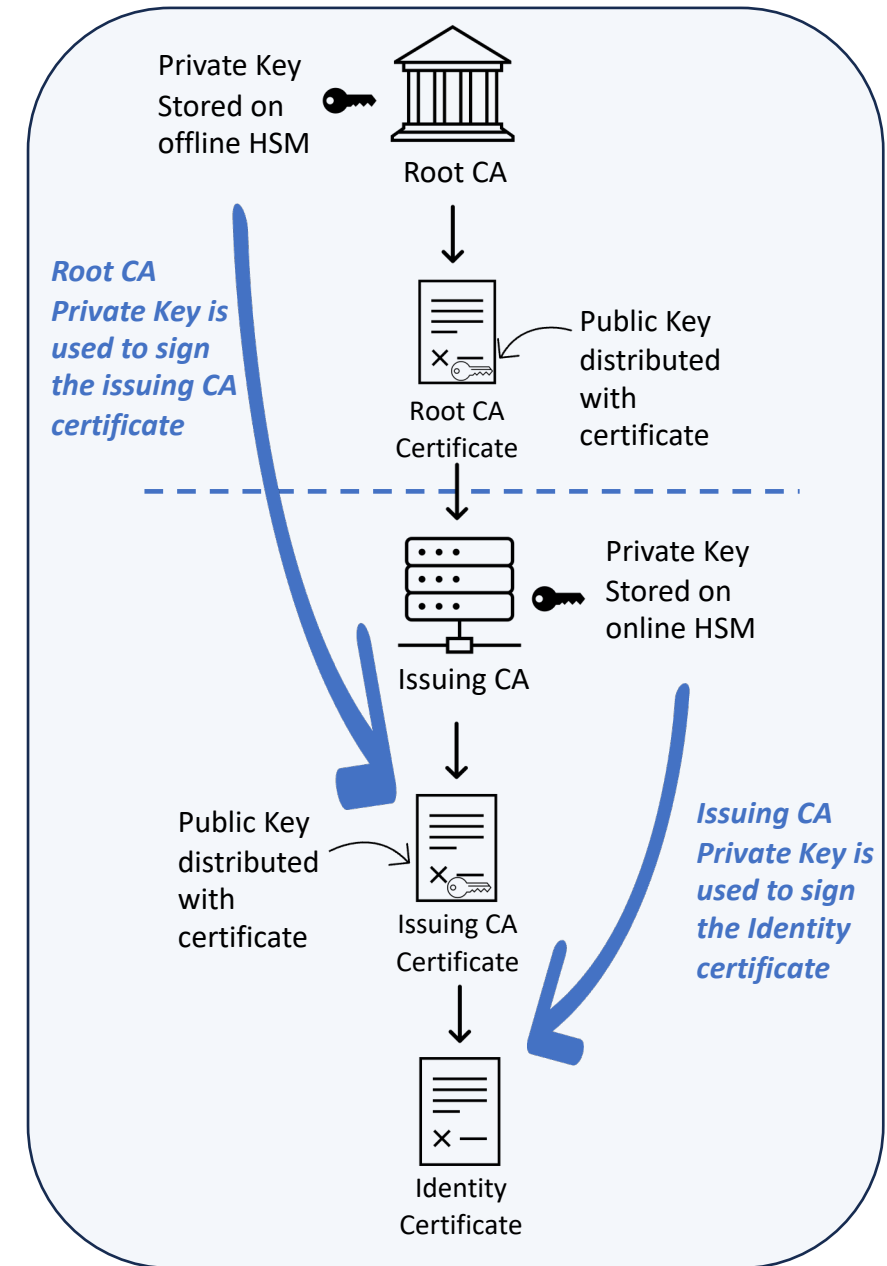 Private Key
Stored on
offline HSM
Root CA
Root CA
Private Key is
used to sign
the issuing CA
certificate
Public Key
distributed
with
certificate
Root CA
Certificate
Private Key
Stored on
online HSM
Issuing CA
Public Key
distributed
with
certificate
Issuing CA
Private Key is
used to sign
the Identity
certificate
Issuing CA
Certificate
Identity
Certificate